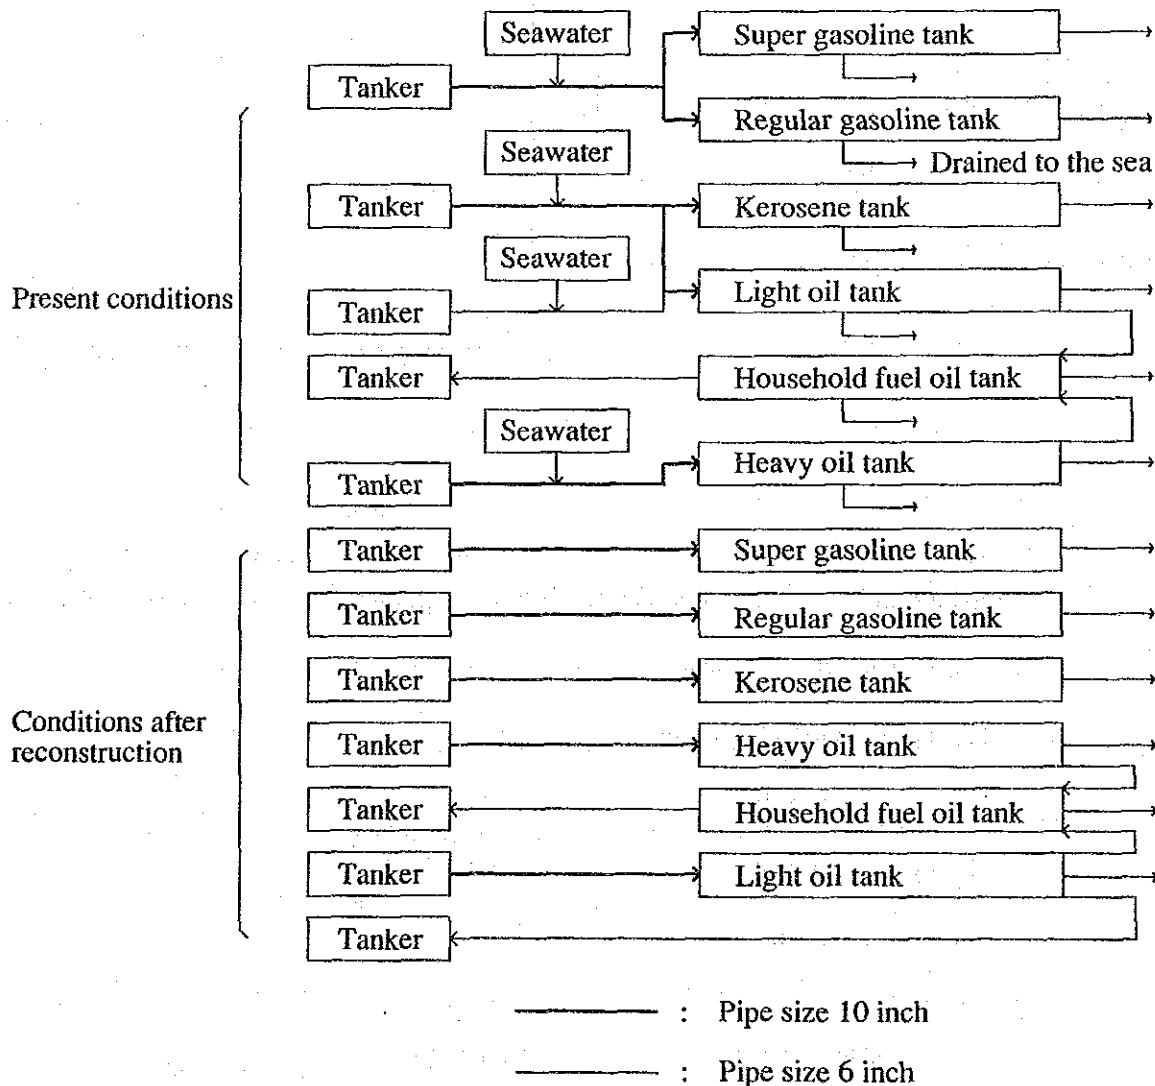 Seawater
Super gasoline tank
Tanker
Regular gasoline tank
Seawater
Drained to the sea
Tanker
Kerosene tank
Seawater
Light oil tank
Present conditions
Tanker
Tanker
Household fuel oil tank
Seawater
Heavy oil tank
Tanker
Tanker
Super gasoline tank
Tanker
Regular gasoline tank
Tanker
Kerosene tank
Conditions after
reconstruction
Tanker
Heavy oil tank
Tanker
Household fuel oil tank
Tanker
Light oil tank
Tanker
: Pipe size 10 inch
: Pipe size 6 inch